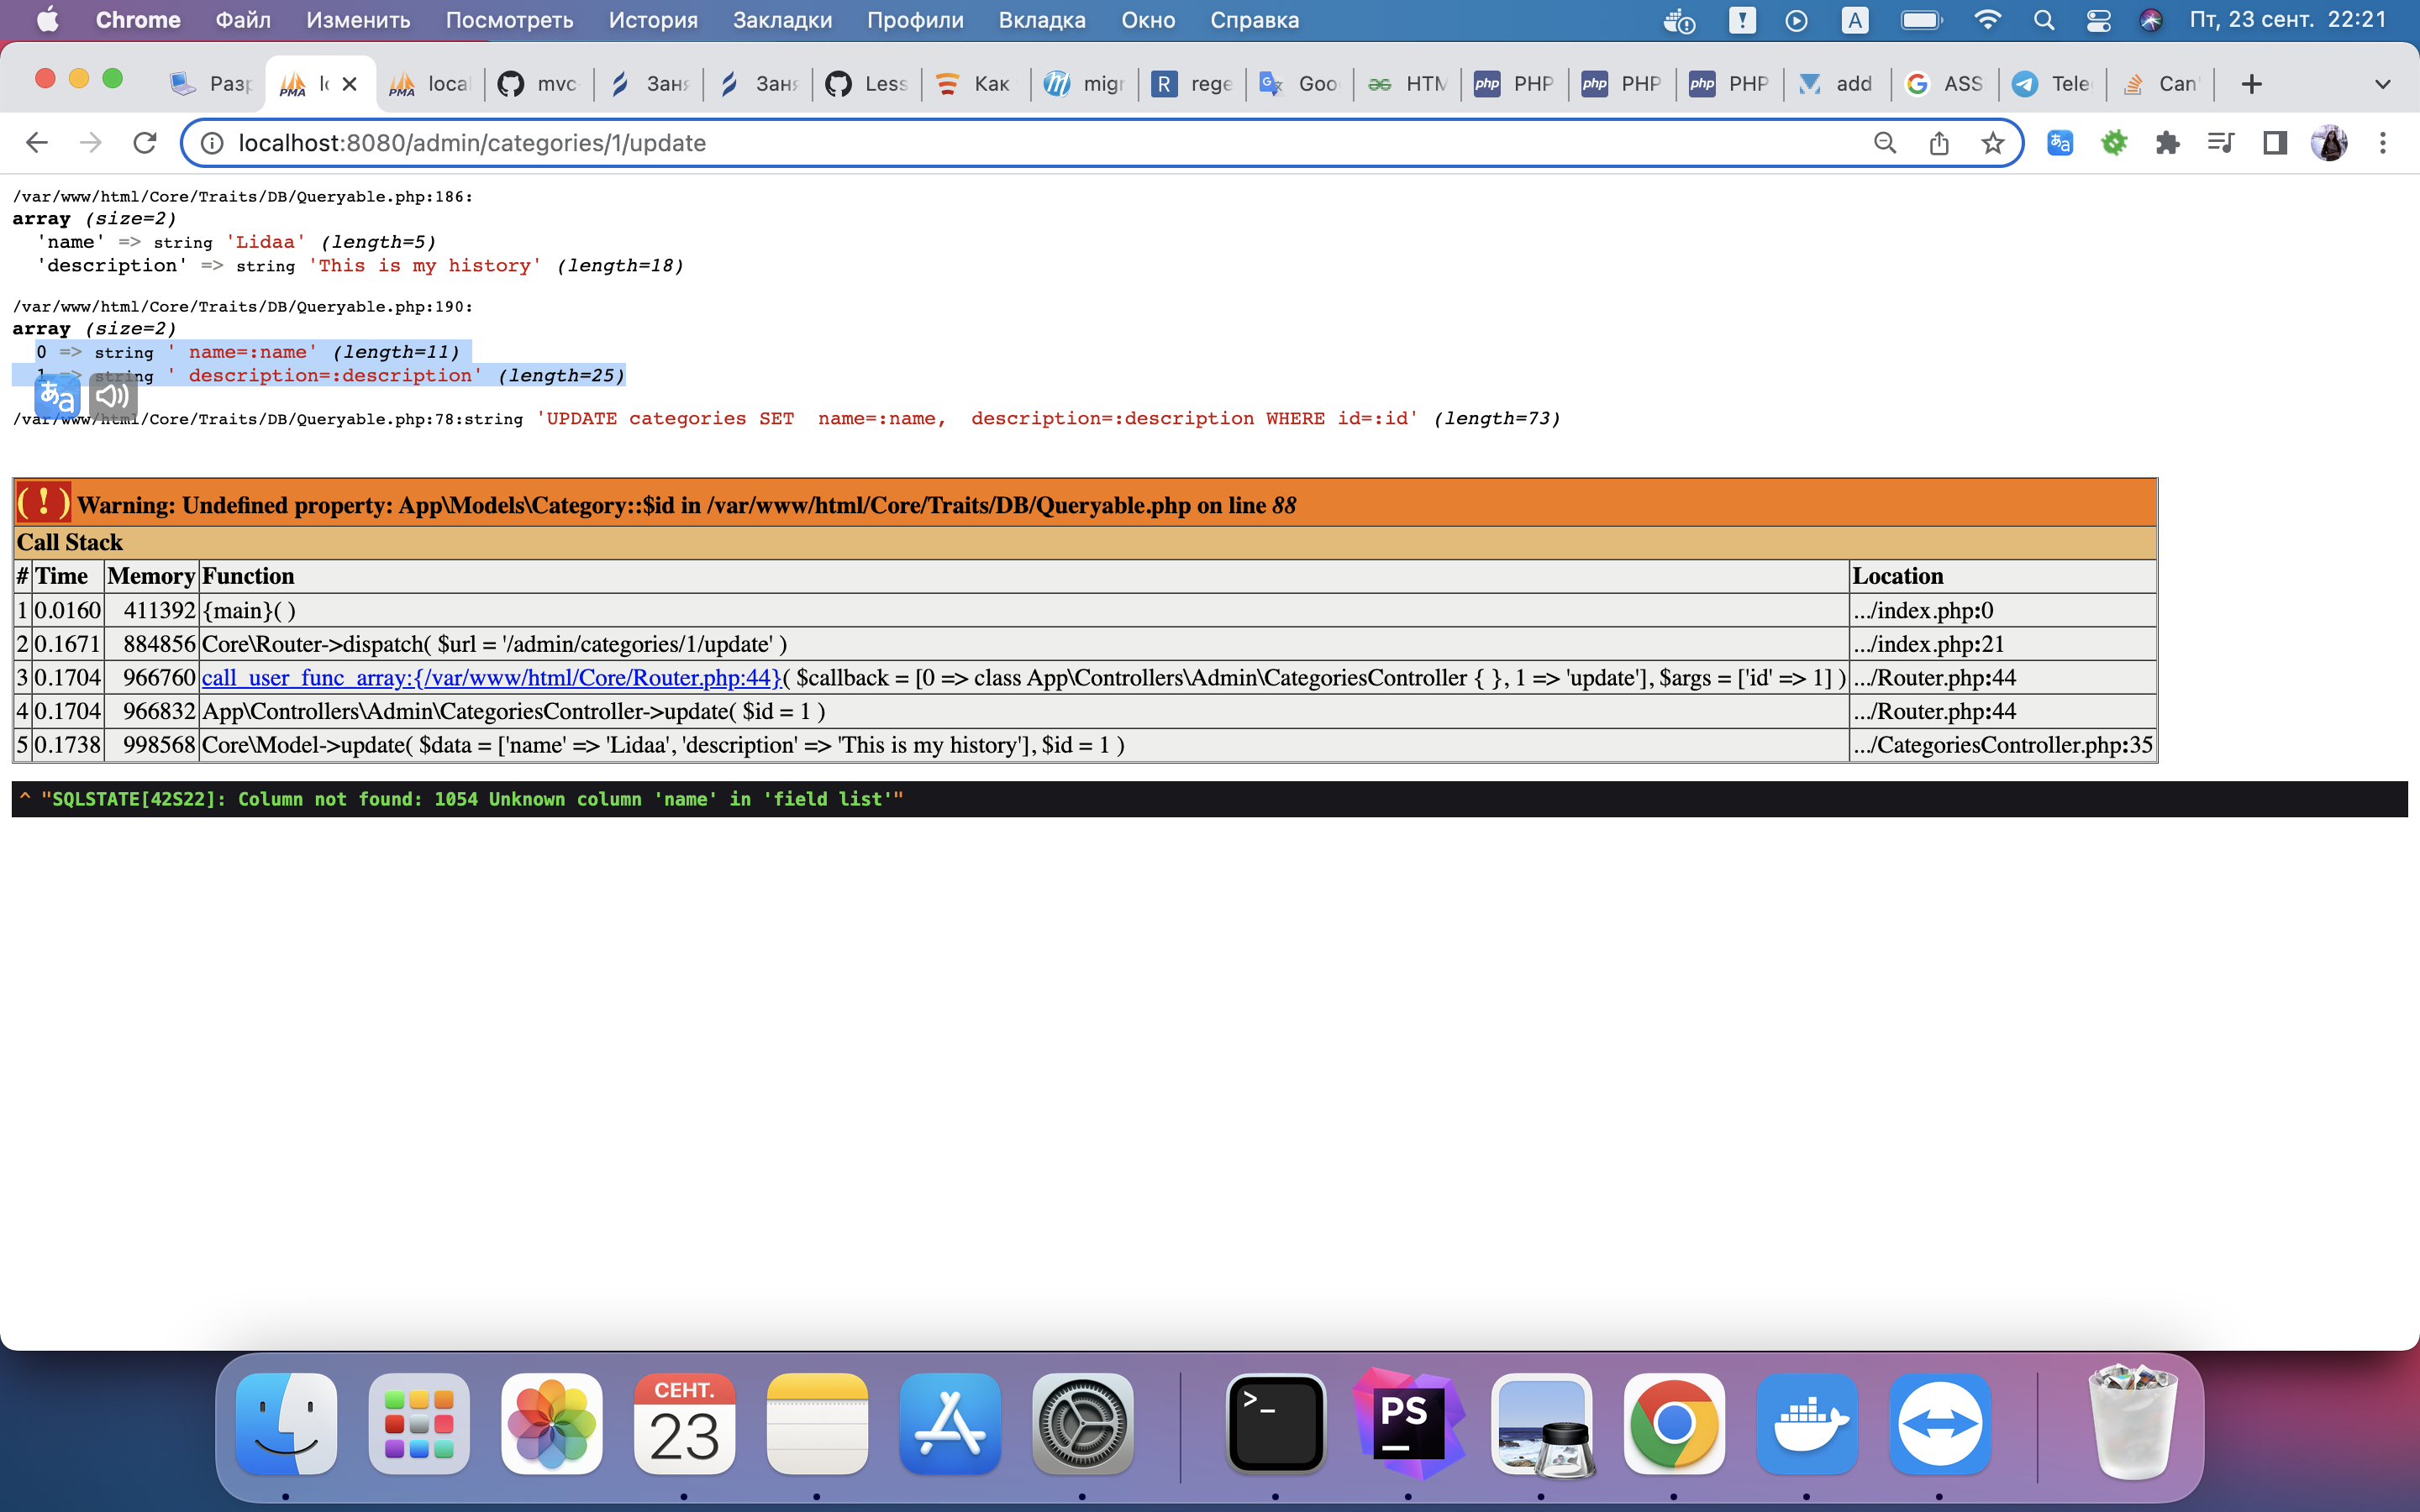 Chrome Файл Изменить Посмотреть История Закладки Профили Вкладка Окно Справка A Пт, 23 сент. 22:21
Разр PMA lo PMA local mvc- Заня Заня Less Как migr R rege Goo HTM php PHP php PHP php PHP add ASS Tele Can'
localhost:8080/admin/categories/1/update
/var/www/html/Core/Traits/DB/Queryable.php:186:
array (size=2)
'name' => string 'Lidaa' (length=5)
'description' => string 'This is my history' (length=18)
/var/www/html/Core/Traits/DB/Queryable.php:190:
array (size=2)
0 => string ' name=:name' (length=11)
1 => string ' description=:description' (length=25)
/var/www/html/Core/Traits/DB/Queryable.php:78:string 'UPDATE categories SET  name=:name,  description=:description WHERE id=:id' (length=73)
( ! ) Warning: Undefined property: App\Models\Category::$id in /var/www/html/Core/Traits/DB/Queryable.php on line 88
Call Stack
# Time Memory Function Location
1 0.0160 411392 {main}( ) .../index.php:0
2 0.1671 884856 Core\Router->dispatch( $url = '/admin/categories/1/update' ) .../index.php:21
3 0.1704 966760 call_user_func_array:{/var/www/html/Core/Router.php:44}( $callback = [0 => class App\Controllers\Admin\CategoriesController { }, 1 => 'update'], $args = ['id' => 1] ) .../Router.php:44
4 0.1704 966832 App\Controllers\Admin\CategoriesController->update( $id = 1 ) .../Router.php:44
5 0.1738 998568 Core\Model->update( $data = ['name' => 'Lidaa', 'description' => 'This is my history'], $id = 1 ) .../CategoriesController.php:35
^ "SQLSTATE[42S22]: Column not found: 1054 Unknown column 'name' in 'field list'"
СЕНТ.
23
>_
PS